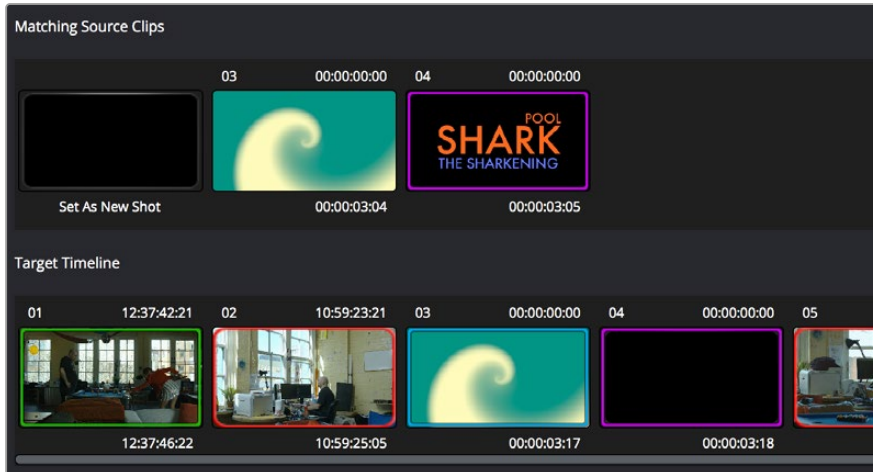 Matching Source Clips
03 00:00:00:00 04 00:00:00:00
POOL
SHARK
THE SHARKENING
Set As New Shot 00:00:03:04 00:00:03:05
Target Timeline
01 12:37:42:21 02 10:59:23:21 03 00:00:00:00 04 00:00:00:00 05
12:37:46:22 10:59:25:05 00:00:03:17 00:00:03:18